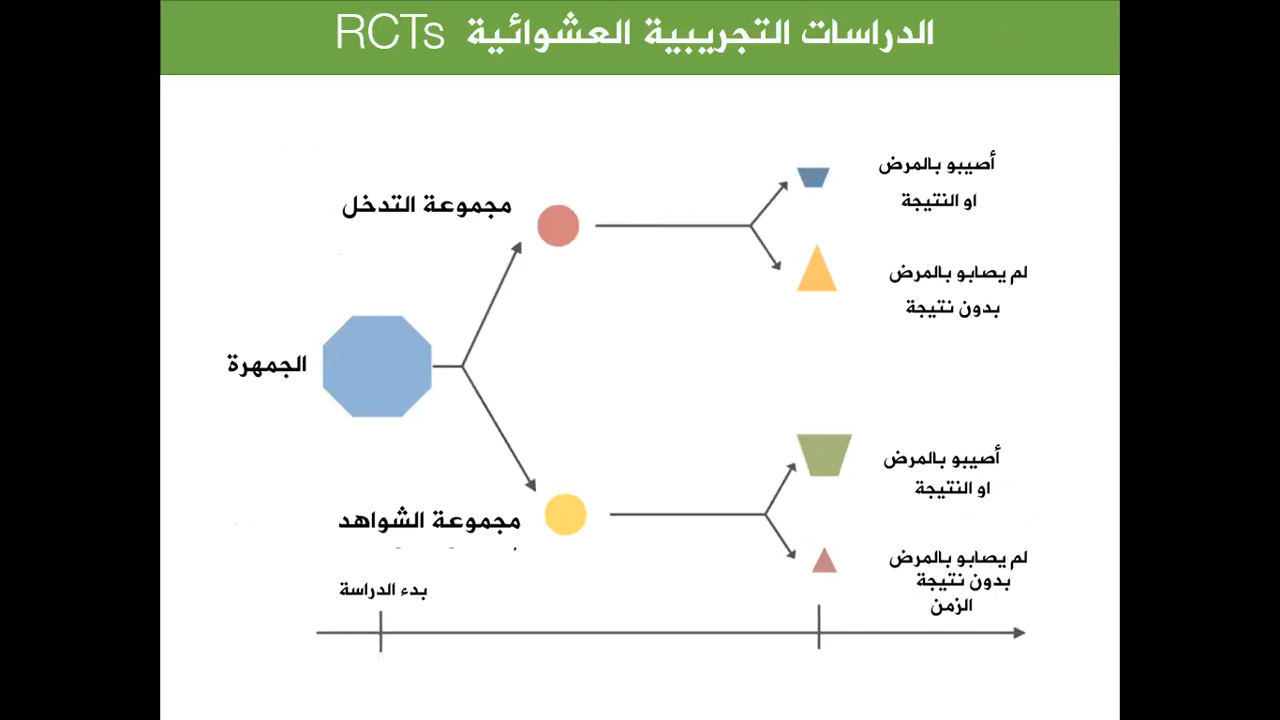 الدراسات التجريبية العشوائية RCTs
أصيبو بالمرض
او النتيجة
مجموعة التدخل
لم يصابو بالمرض
بدون نتيجة
الجمهرة
أصيبو بالمرض
او النتيجة
مجموعة الشواهد
لم يصابو بالمرض
بدون نتيجة
الزمن
بدء الدراسة